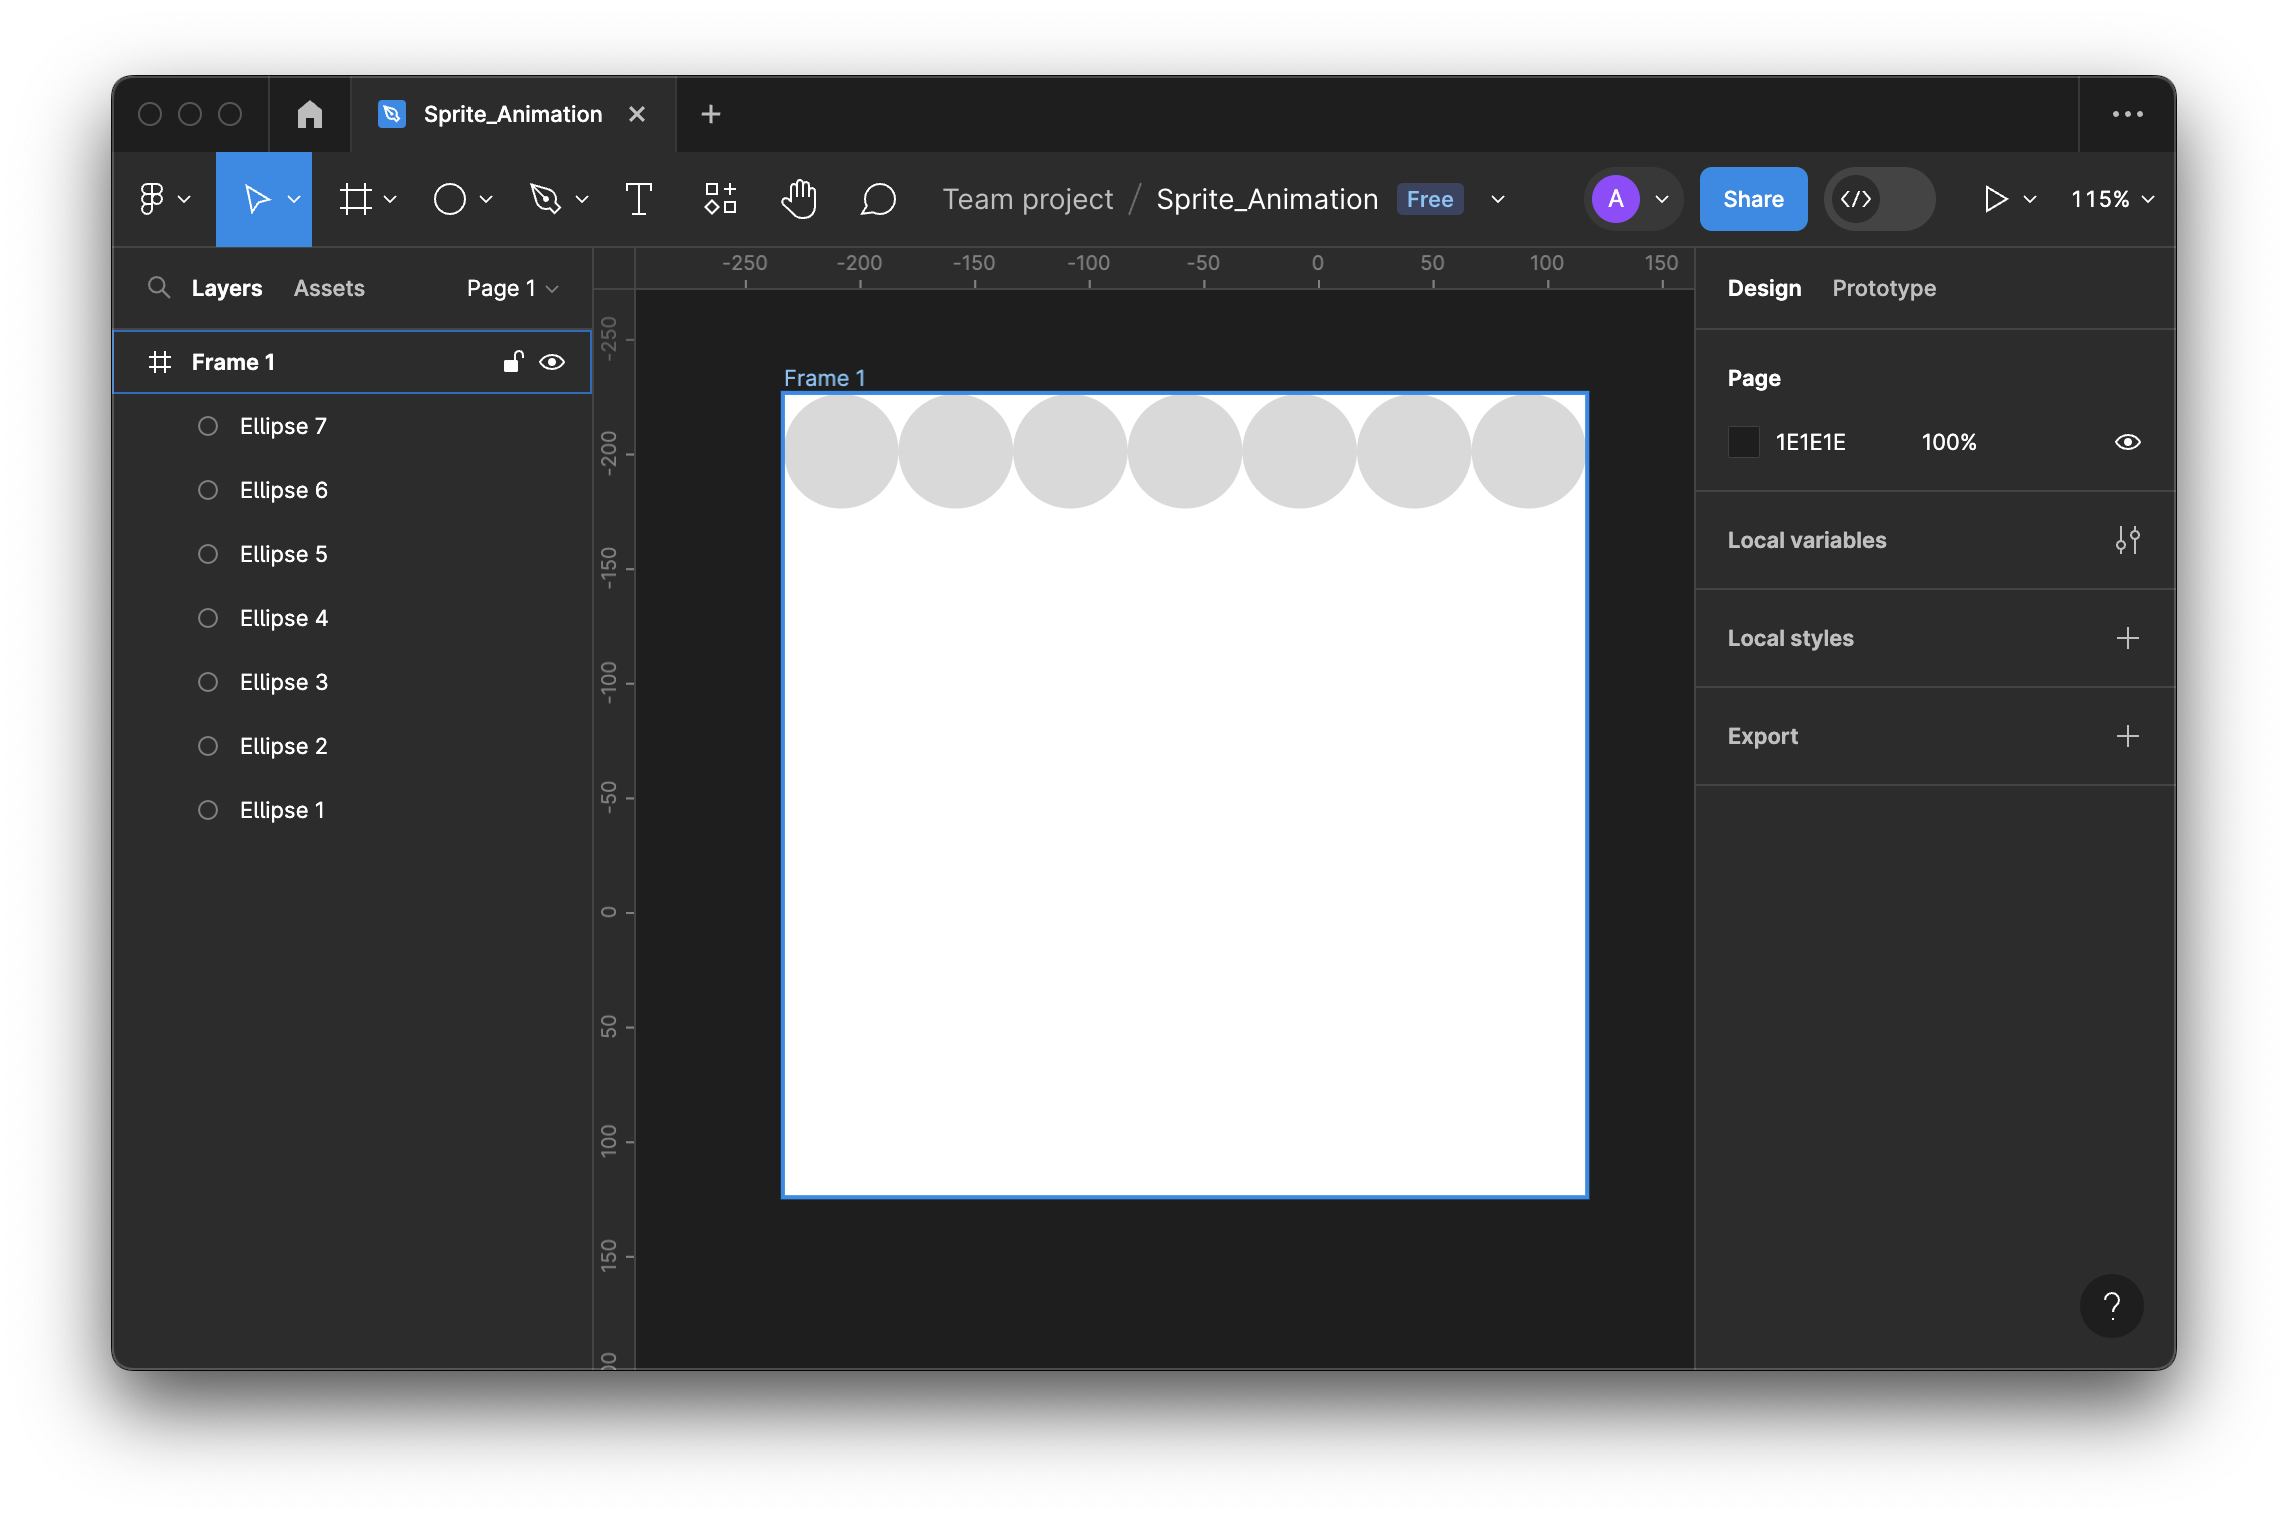 Sprite_Animation
Team project / Sprite_Animation Free
A
Share
115%
Layers Assets Page 1
-250 -200 -150 -100 -50 0 50 100 150
Design Prototype
Frame 1
Ellipse 7
Ellipse 6
Ellipse 5
Ellipse 4
Ellipse 3
Ellipse 2
Ellipse 1
-250
-200
-150
-100
-50
0
50
100
150
Frame 1
Page
1E1E1E 100%
Local variables
Local styles
Export
?